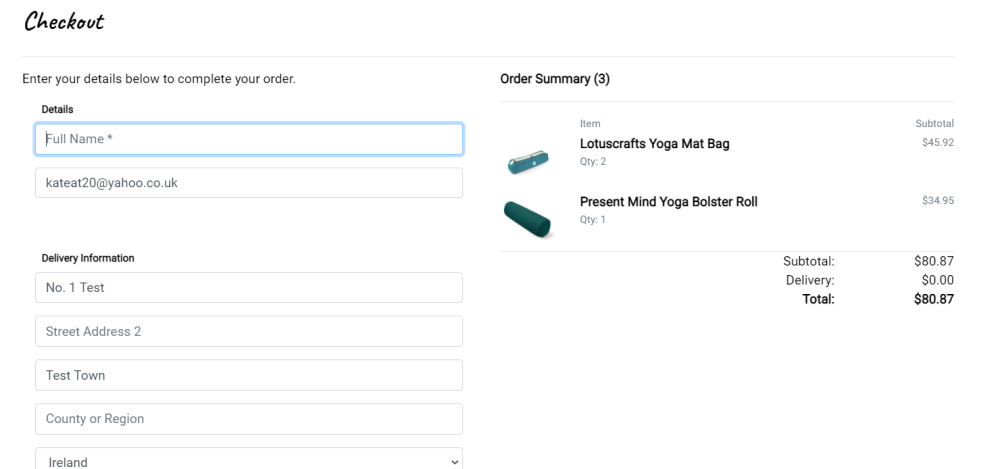 Checkout
Enter your details below to complete your order.
Details
Full Name *
kateat20@yahoo.co.uk
Delivery Information
No. 1 Test
Street Address 2
Test Town
County or Region
Ireland
Order Summary (3)
Item Subtotal
Lotuscrafts Yoga Mat Bag $45.92
Qty: 2
Present Mind Yoga Bolster Roll $34.95
Qty: 1
Subtotal: $80.87
Delivery: $0.00
Total: $80.87